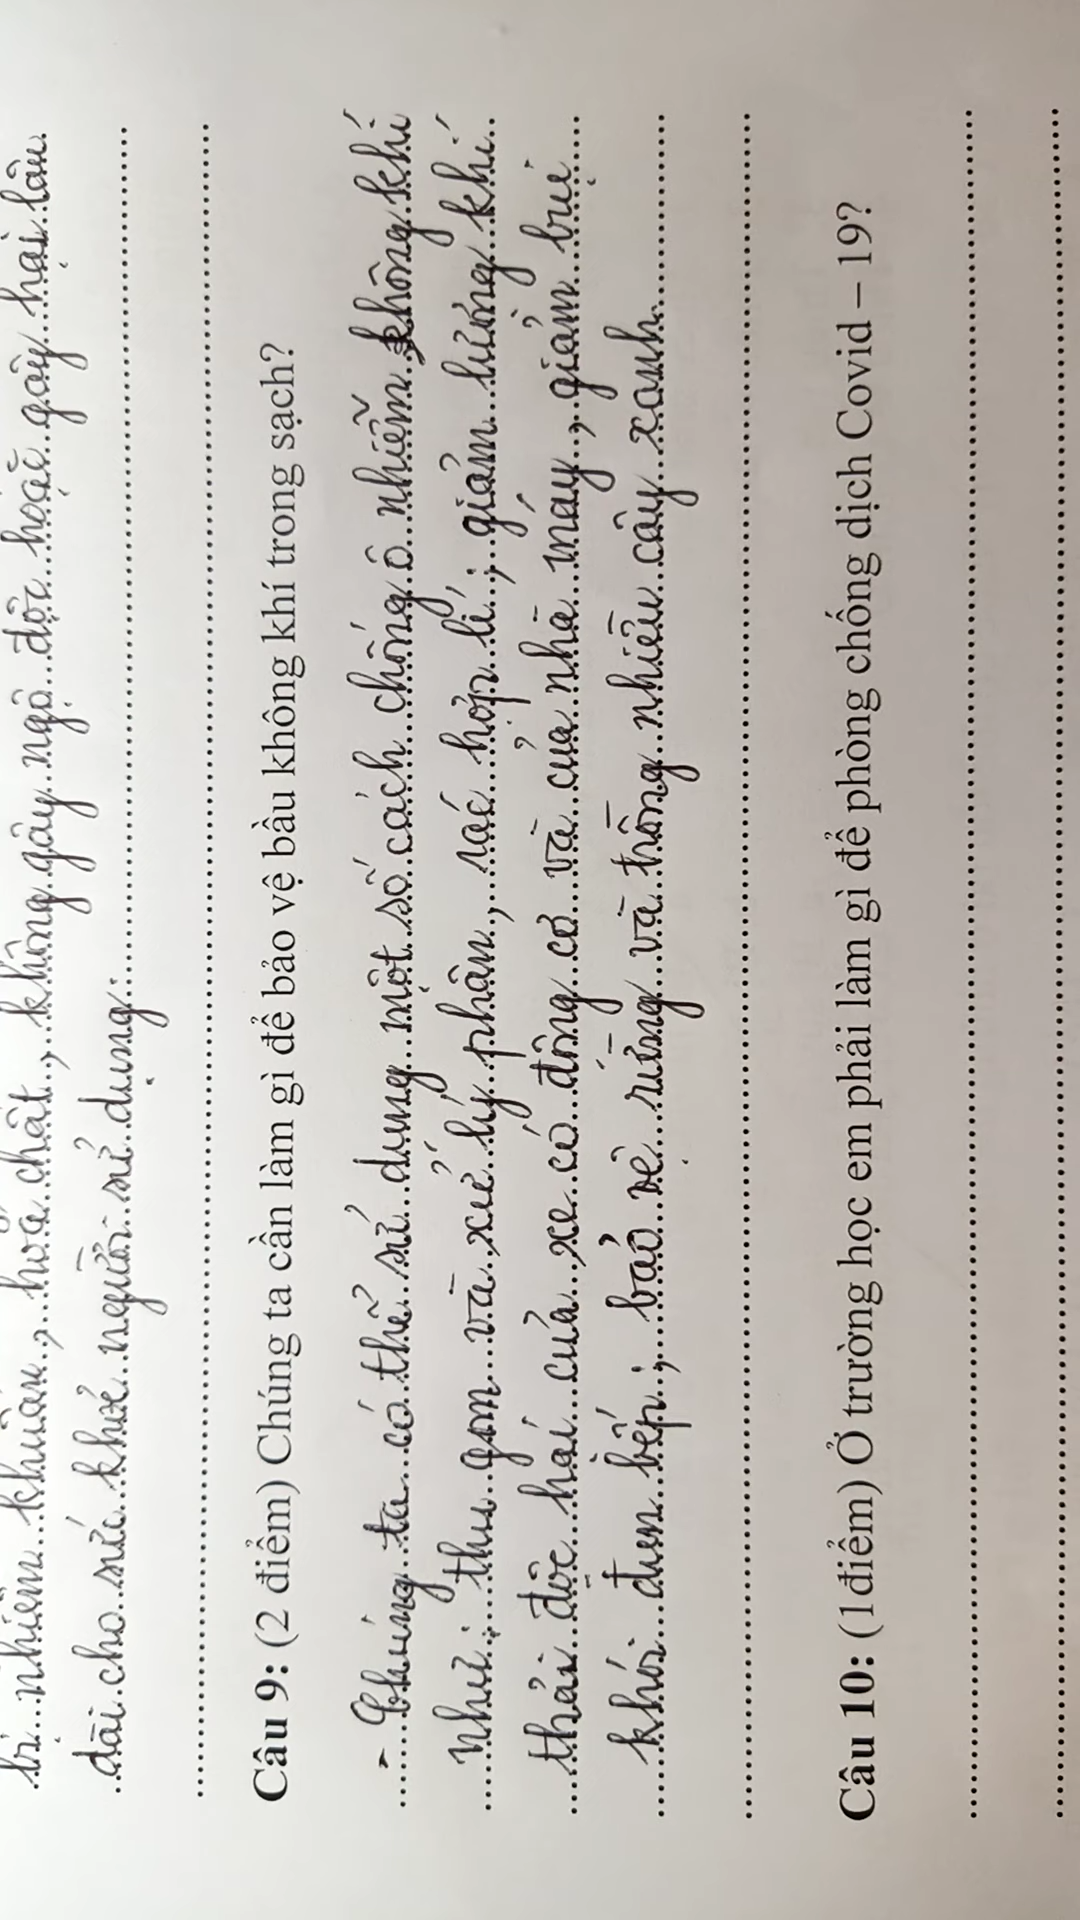 bị nhiễm khuẩn, hoá chất, không gây ngộ độc hoặc gây hại lâu
dài cho sức khoẻ người sử dụng.
Câu 9: (2 điểm) Chúng ta cần làm gì để bảo vệ bầu không khí trong sạch?
- Chúng ta có thể sử dụng một số cách chống ô nhiễm không khí
như: thu gom và xử lý phân, rác hợp lí; giảm lượng khí
thải độc hại của xe có động cơ và của nhà máy, giảm bụi
khói đun bếp; bảo vệ rừng và trồng nhiều cây xanh.
Câu 10: (1điểm) Ở trường học em phải làm gì để phòng chống dịch Covid – 19?